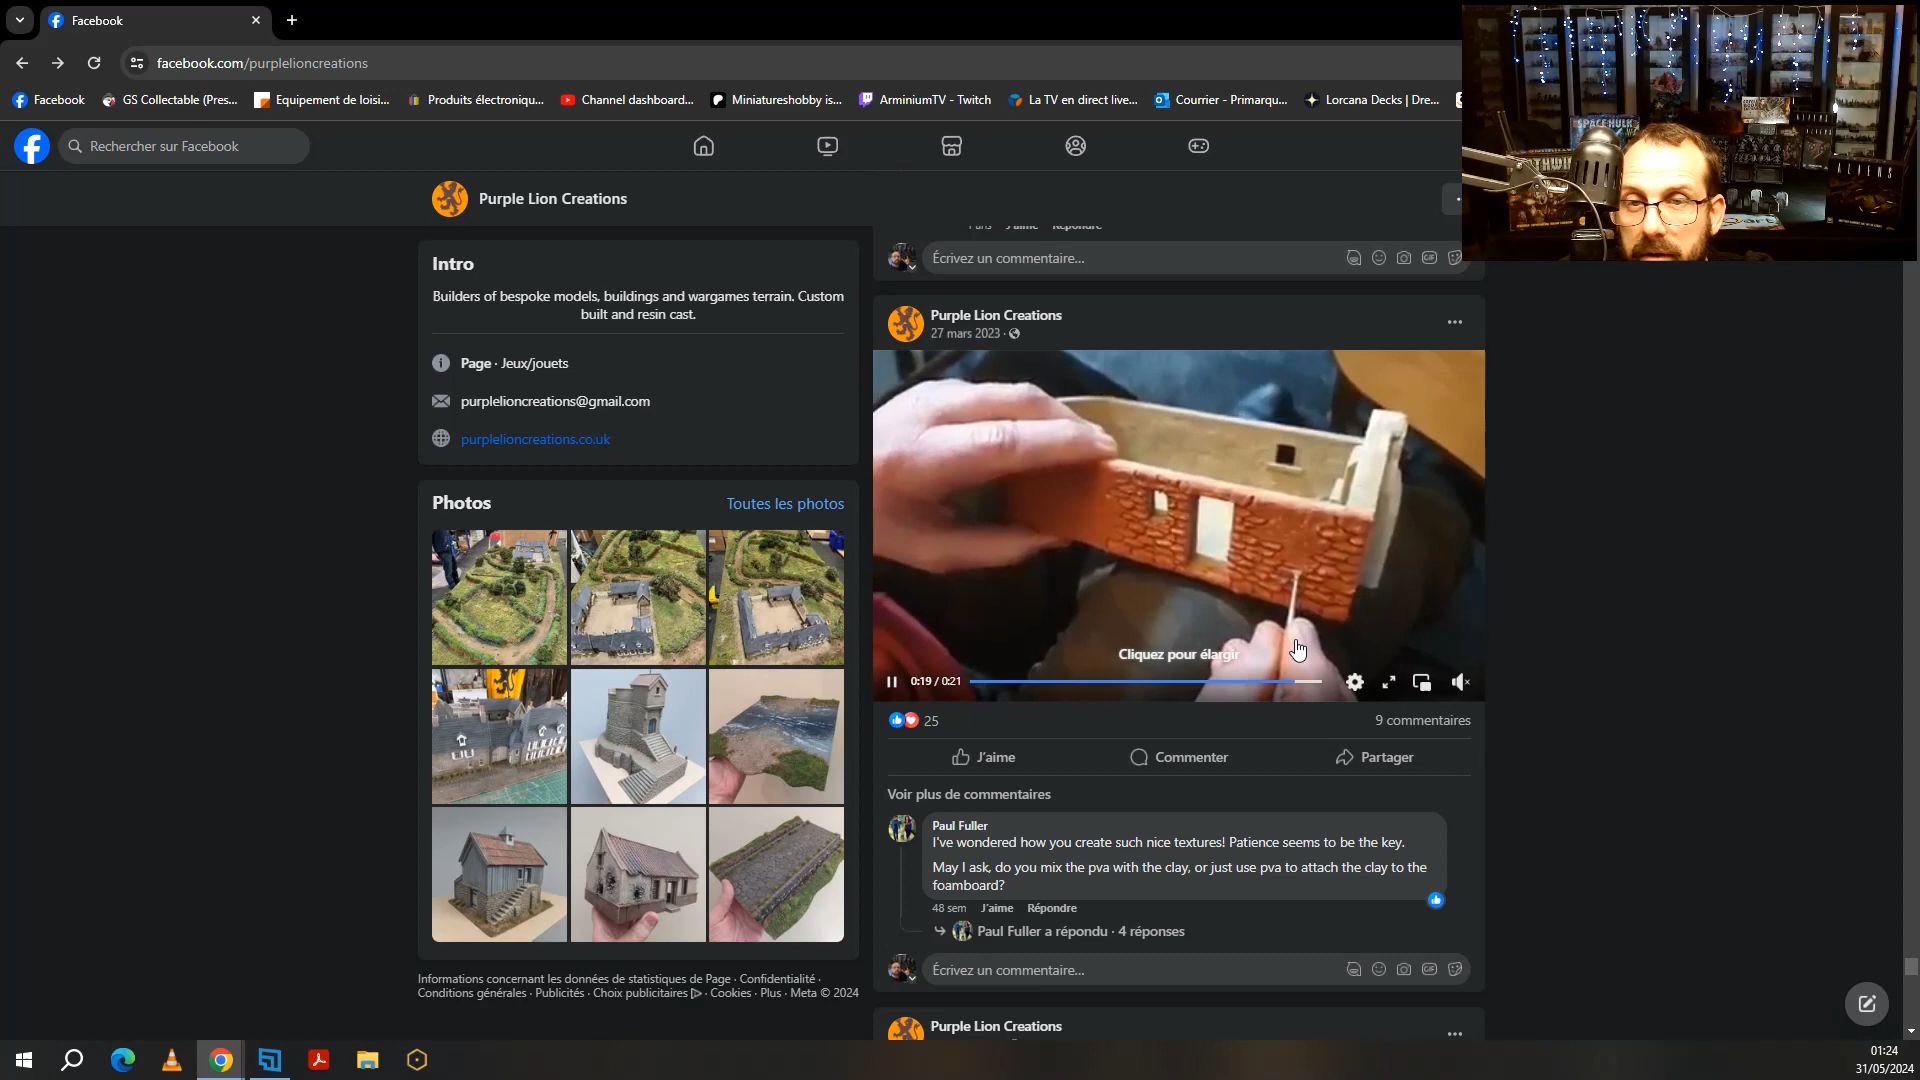 Facebook
facebook.com/purplelioncreations
Facebook
GS Collectable (Pres...
Equipement de loisi...
Produits électroniqu...
Channel dashboard...
Miniatureshobby is...
ArminiumTV - Twitch
La TV en direct live...
Courrier - Primarqu...
Lorcana Decks | Dre...
Rechercher sur Facebook
Purple Lion Creations
Intro
Builders of bespoke models, buildings and wargames terrain. Custom
built and resin cast.
Page · Jeux/jouets
purplelioncreations@gmail.com
purplelioncreations.co.uk
Photos
Toutes les photos
Informations concernant les données de statistiques de Page · Confidentialité ·
Conditions générales · Publicités · Choix publicitaires · Cookies · Plus · Meta © 2024
J'aime Répondre
Écrivez un commentaire...
GIF
Purple Lion Creations
27 mars 2023 ·
Cliquez pour élargir
0:19 / 0:21
25
9 commentaires
J'aime
Commenter
Partager
Voir plus de commentaires
Paul Fuller
I've wondered how you create such nice textures! Patience seems to be the key.
May I ask, do you mix the pva with the clay, or just use pva to attach the clay to the
foamboard?
48 sem J'aime Répondre
Paul Fuller a répondu · 4 réponses
Écrivez un commentaire...
GIF
Purple Lion Creations
SPACE HULK
ALIENS
01:24
31/05/2024